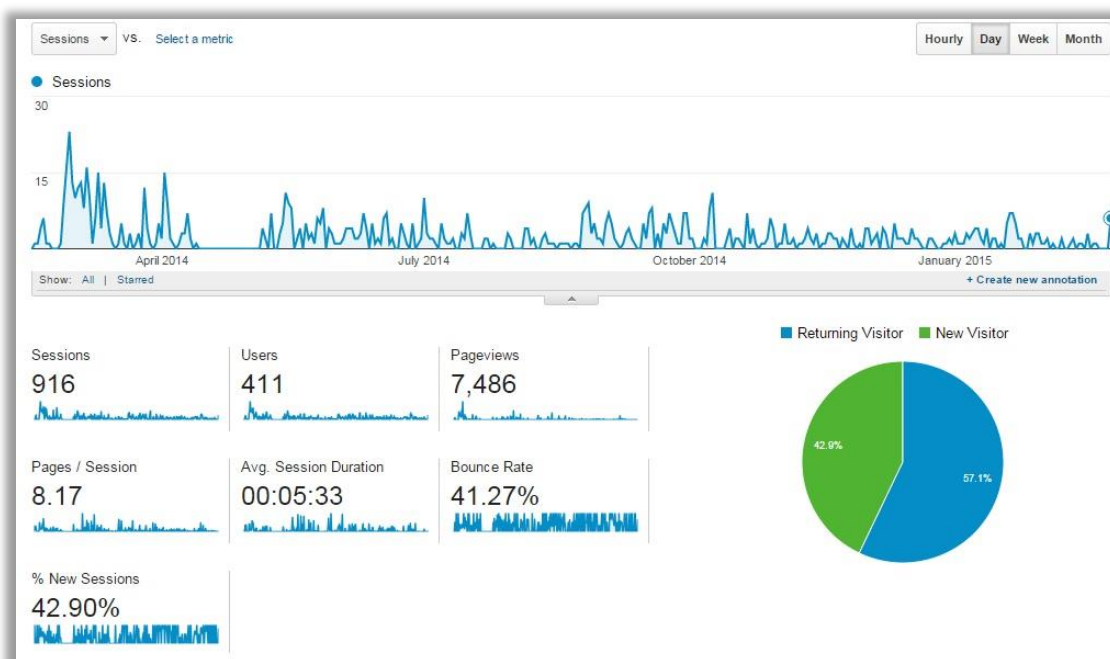 Sessions VS. Select a metric Hourly Day Week Month
Sessions
30
15
April 2014 July 2014 October 2014 January 2015
Show: All | Starred + Create new annotation
Returning Visitor New Visitor
Sessions Users Pageviews
916 411 7,486
Pages / Session Avg. Session Duration Bounce Rate
8.17 00:05:33 41.27%
% New Sessions
42.90%
42.9%
57.1%